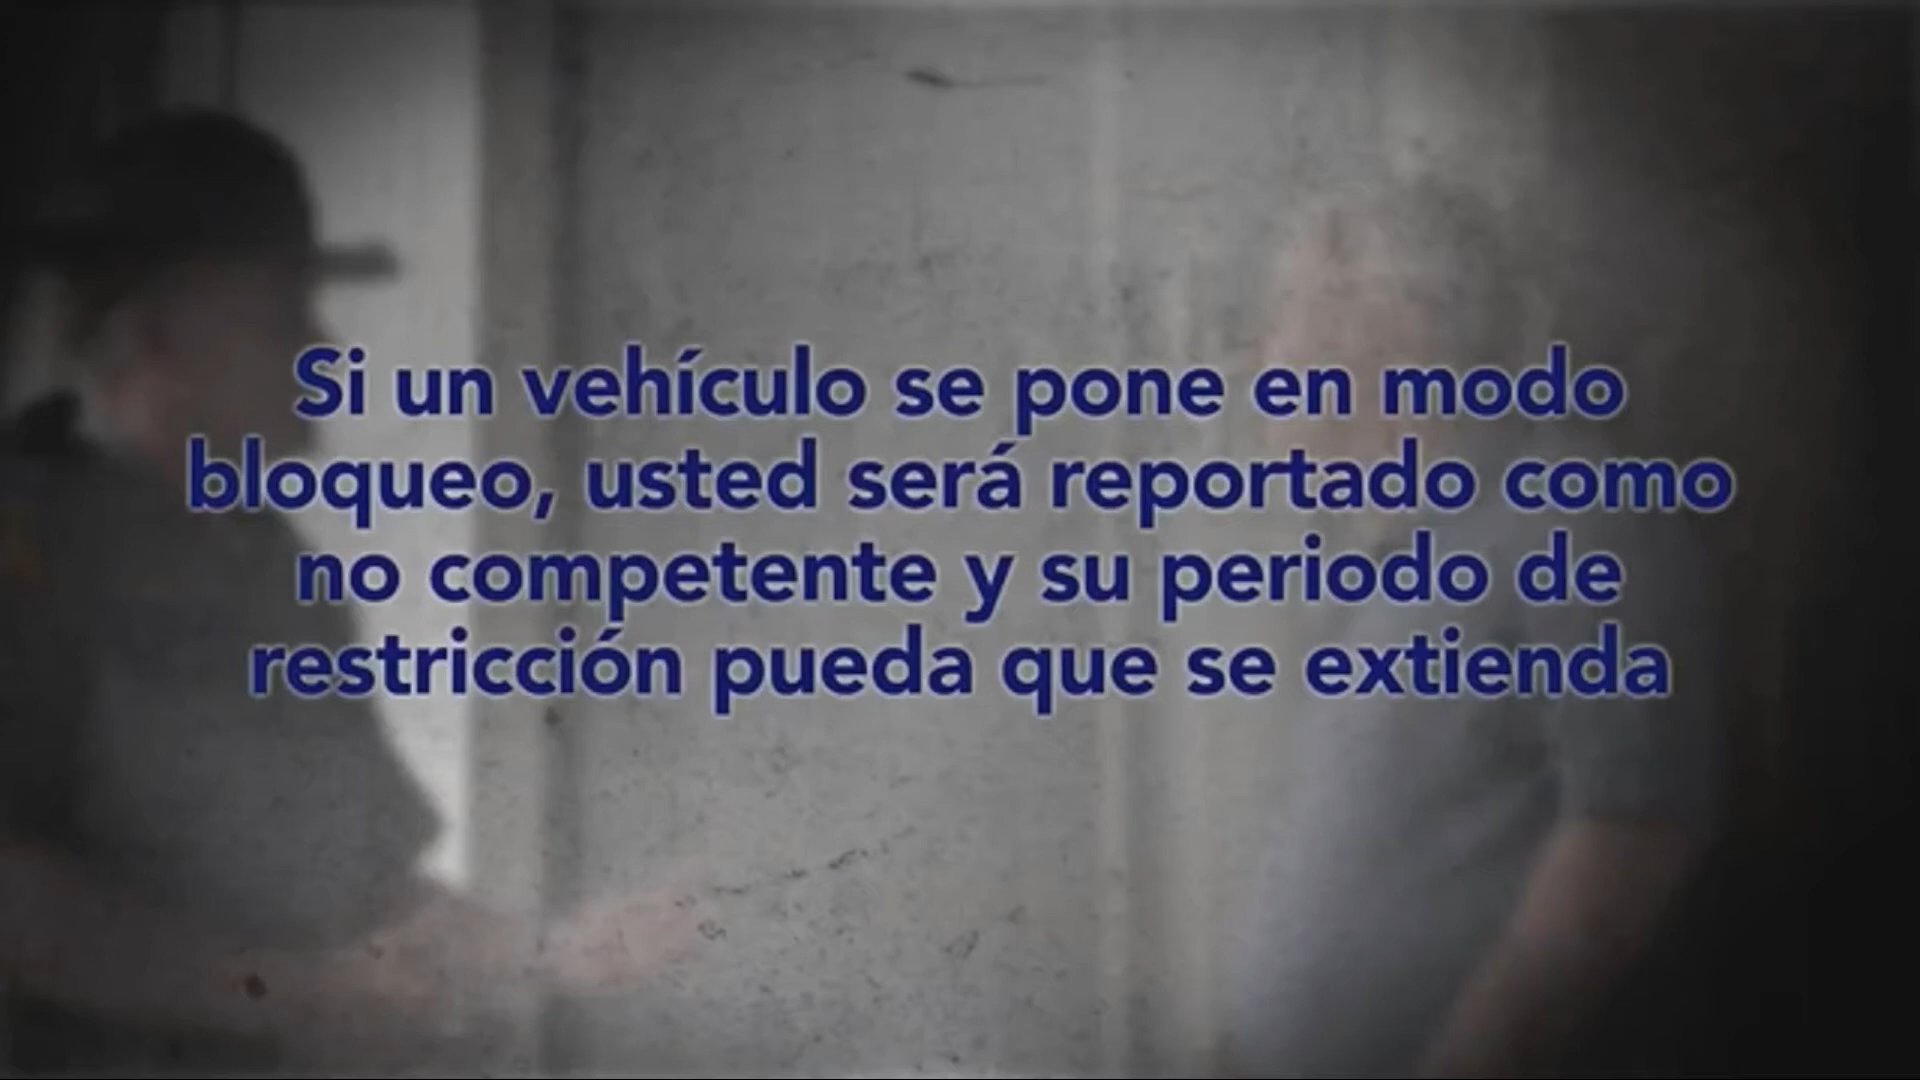 Si un vehículo se pone en modo
bloqueo, usted será reportado como
no competente y su periodo de
restricción pueda que se extienda